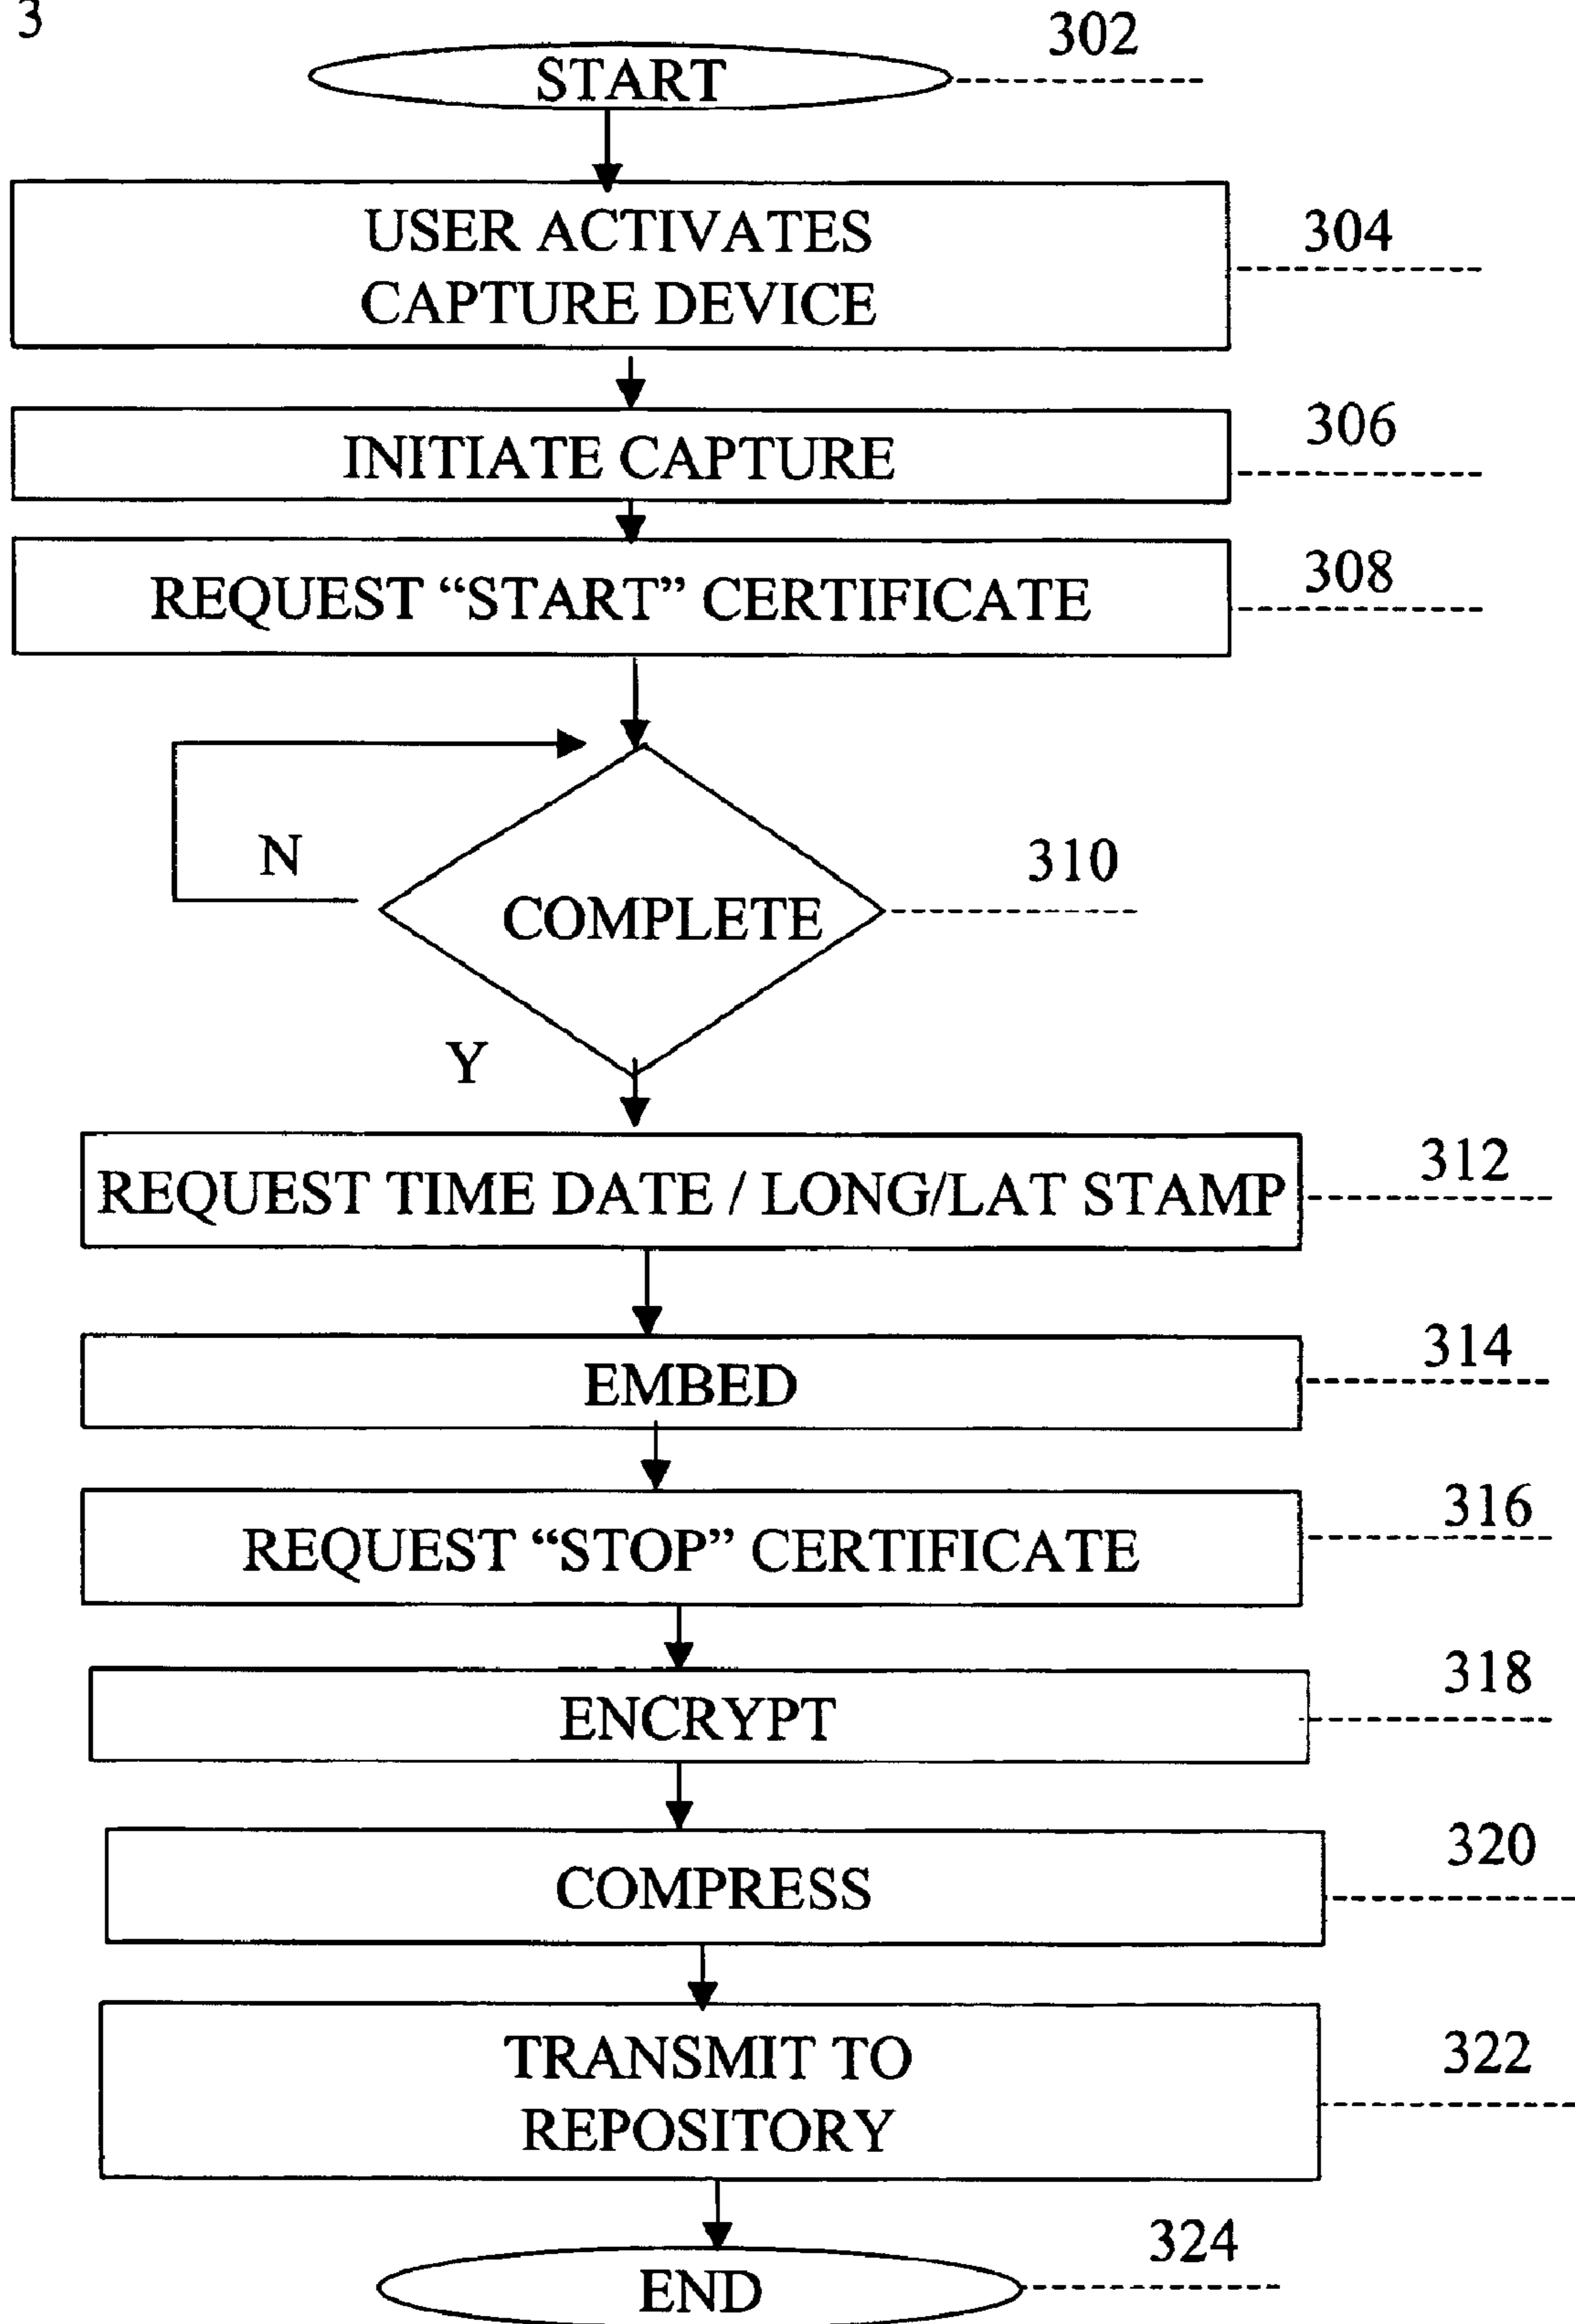 3
302
START
USER ACTIVATES
CAPTURE DEVICE
304
INITIATE CAPTURE
306
REQUEST “START” CERTIFICATE
308
N
COMPLETE
310
Y
REQUEST TIME DATE / LONG/LAT STAMP
312
EMBED
314
REQUEST “STOP” CERTIFICATE
316
ENCRYPT
318
COMPRESS
320
TRANSMIT TO
REPOSITORY
322
END
324